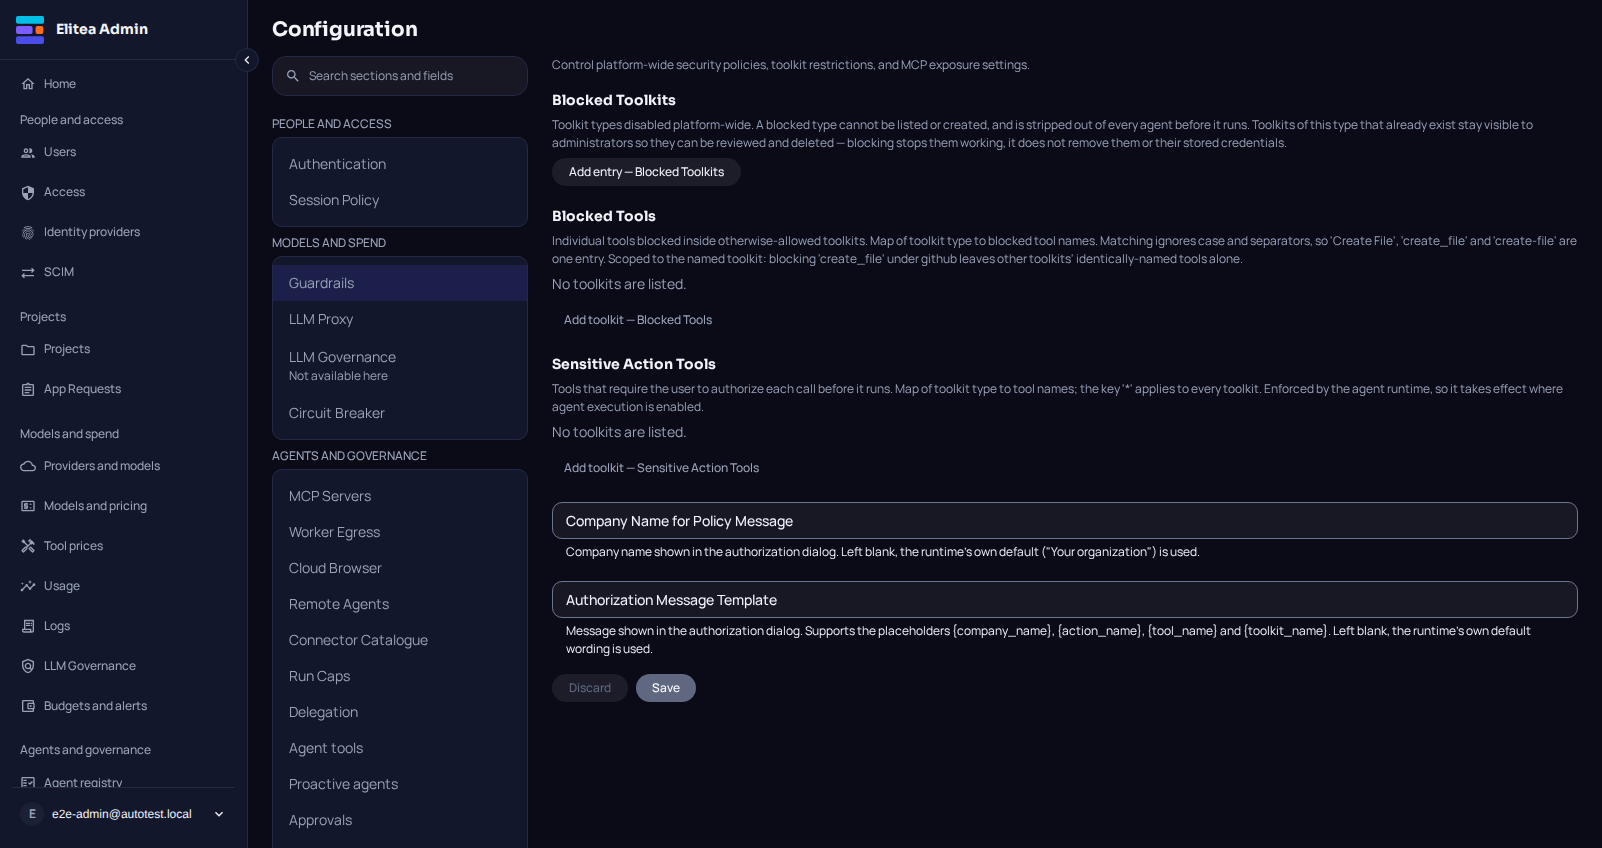 Elitea Admin
Home
People and access
Users
Access
Identity providers
SCIM
Projects
Projects
App Requests
Models and spend
Providers and models
Models and pricing
Tool prices
Usage
Logs
LLM Governance
Budgets and alerts
Agents and governance
Agent registry
E
e2e-admin@autotest.local
Configuration
Search sections and fields
PEOPLE AND ACCESS
Authentication
Session Policy
MODELS AND SPEND
Guardrails
LLM Proxy
LLM Governance
Not available here
Circuit Breaker
AGENTS AND GOVERNANCE
MCP Servers
Worker Egress
Cloud Browser
Remote Agents
Connector Catalogue
Run Caps
Delegation
Agent tools
Proactive agents
Approvals
Control platform-wide security policies, toolkit restrictions, and MCP exposure settings.
Blocked Toolkits
Toolkit types disabled platform-wide. A blocked type cannot be listed or created, and is stripped out of every agent before it runs. Toolkits of this type that already exist stay visible to
administrators so they can be reviewed and deleted — blocking stops them working, it does not remove them or their stored credentials.
Add entry — Blocked Toolkits
Blocked Tools
Individual tools blocked inside otherwise-allowed toolkits. Map of toolkit type to blocked tool names. Matching ignores case and separators, so 'Create File', 'create_file' and 'create-file' are
one entry. Scoped to the named toolkit: blocking 'create_file' under github leaves other toolkits' identically-named tools alone.
No toolkits are listed.
Add toolkit — Blocked Tools
Sensitive Action Tools
Tools that require the user to authorize each call before it runs. Map of toolkit type to tool names; the key '*' applies to every toolkit. Enforced by the agent runtime, so it takes effect where
agent execution is enabled.
No toolkits are listed.
Add toolkit — Sensitive Action Tools
Company Name for Policy Message
Company name shown in the authorization dialog. Left blank, the runtime's own default ("Your organization") is used.
Authorization Message Template
Message shown in the authorization dialog. Supports the placeholders {company_name}, {action_name}, {tool_name} and {toolkit_name}. Left blank, the runtime's own default
wording is used.
Discard
Save